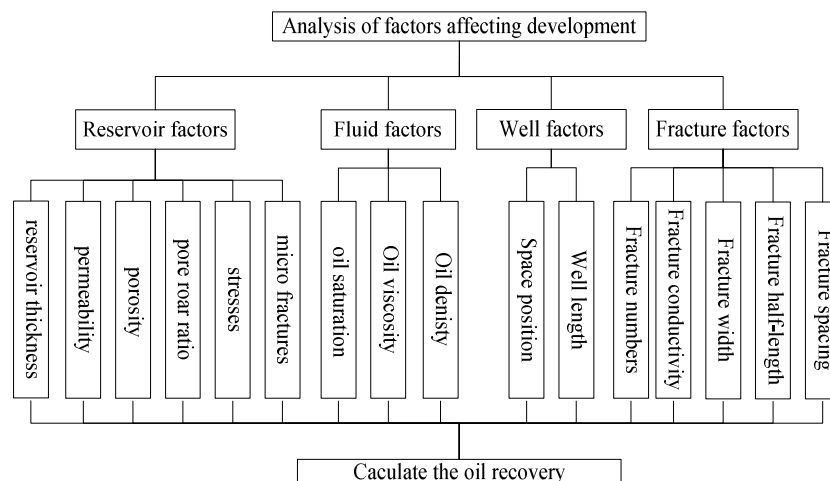 Analysis of factors affecting development
Reservoir factors
Fluid factors
Well factors
Fracture factors
reservoir thickness
permeability
porosity
pore roar ratio
stresses
micro fractures
oil saturation
Oil viscosity
Oil denisty
Space position
Well length
Fracture numbers
Fracture conductivity
Fracture width
Fracture half-length
Fracture spacing
Caculate the oil recovery